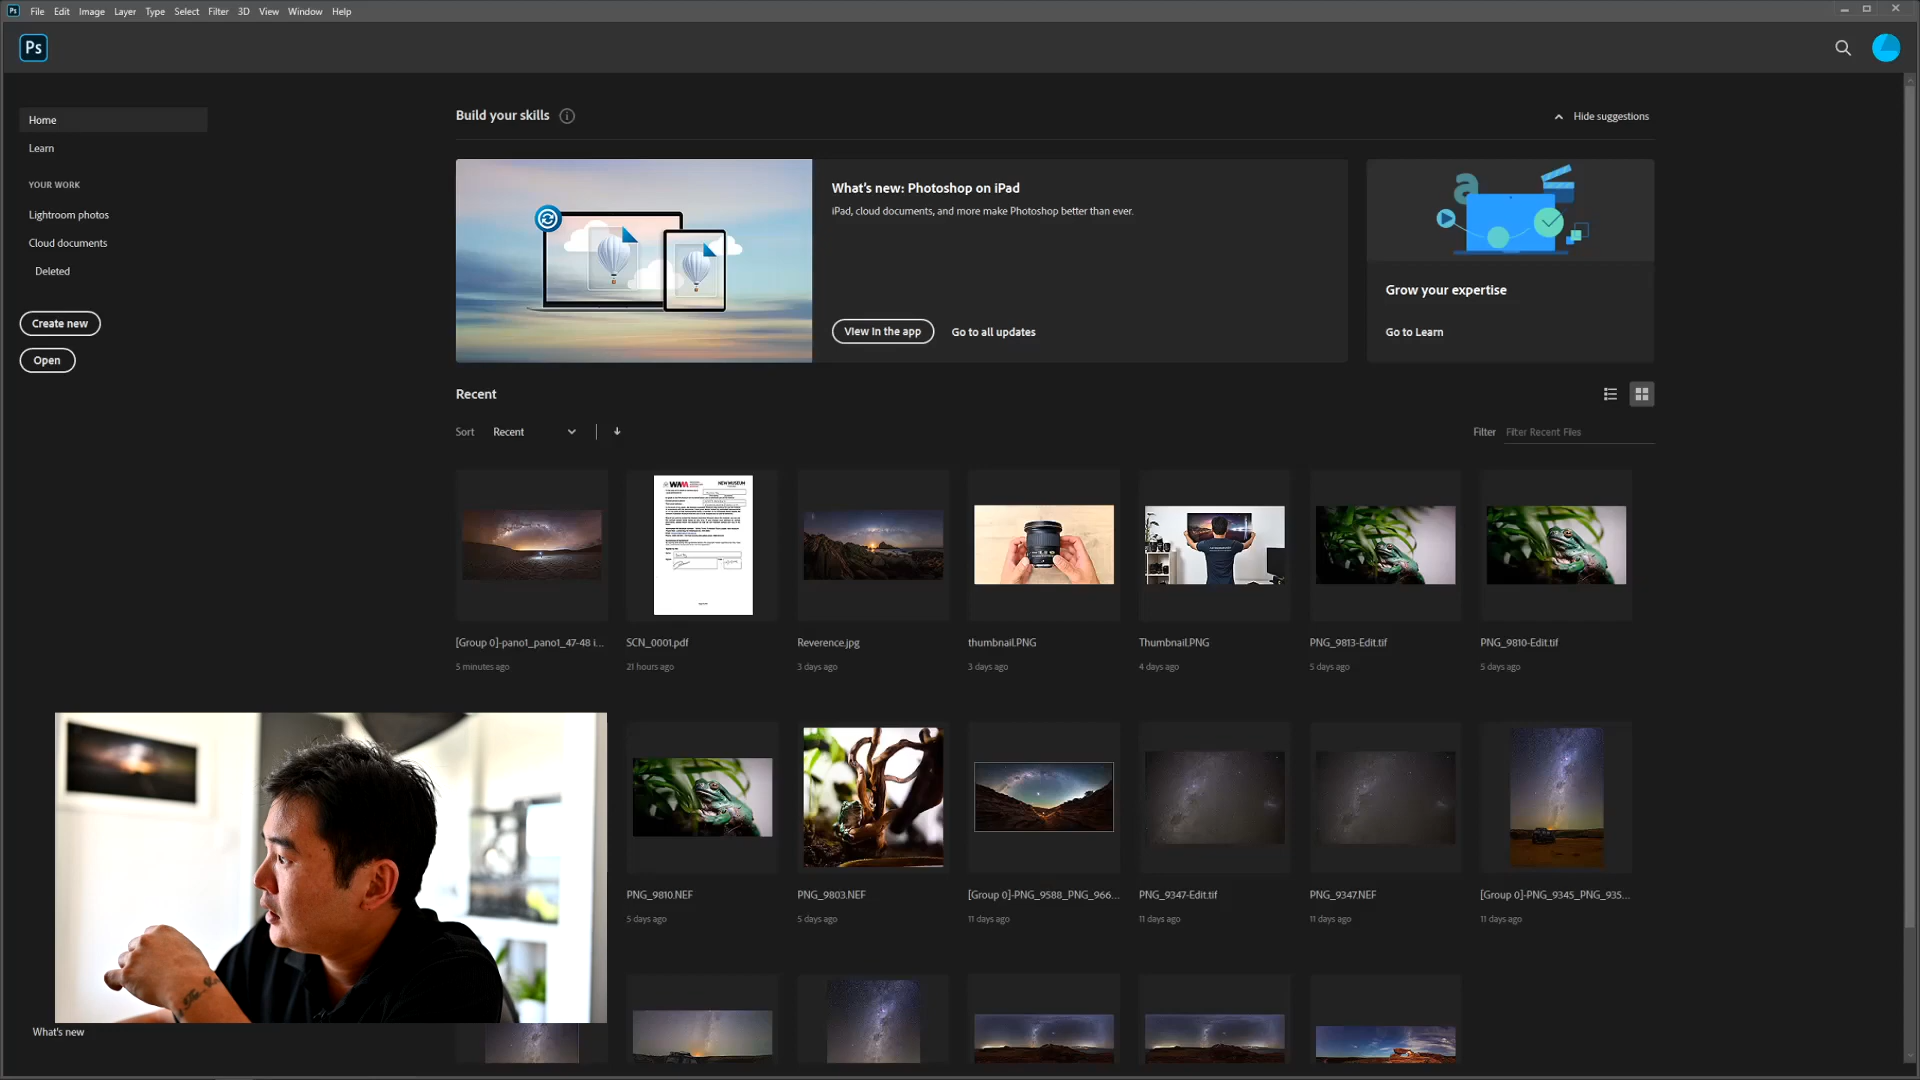 Ps File Edit Image Layer Type Select Filter 3D View Window Help
Ps
Home
Learn
YOUR WORK
Lightroom photos
Cloud documents
Deleted
Create new
Open
Build your skills
Hide suggestions
What's new: Photoshop on iPad
iPad, cloud documents, and more make Photoshop better than ever.
View in the app Go to all updates
Grow your expertise
Go to Learn
Recent
Sort Recent
Filter Filter Recent Files
WAM NEW MUSEUM
[Group 0]-pano1_pano1_47-48 i... SCN_0001.pdf Reverence.jpg thumbnail.PNG Thumbnail.PNG PNG_9813-Edit.tif PNG_9810-Edit.tif
5 minutes ago 21 hours ago 3 days ago 3 days ago 4 days ago 5 days ago 5 days ago
PNG_9810.NEF PNG_9803.NEF [Group 0]-PNG_9588_PNG_966... PNG_9347-Edit.tif PNG_9347.NEF [Group 0]-PNG_9345_PNG_935...
5 days ago 5 days ago 11 days ago 11 days ago 11 days ago 11 days ago
What's new